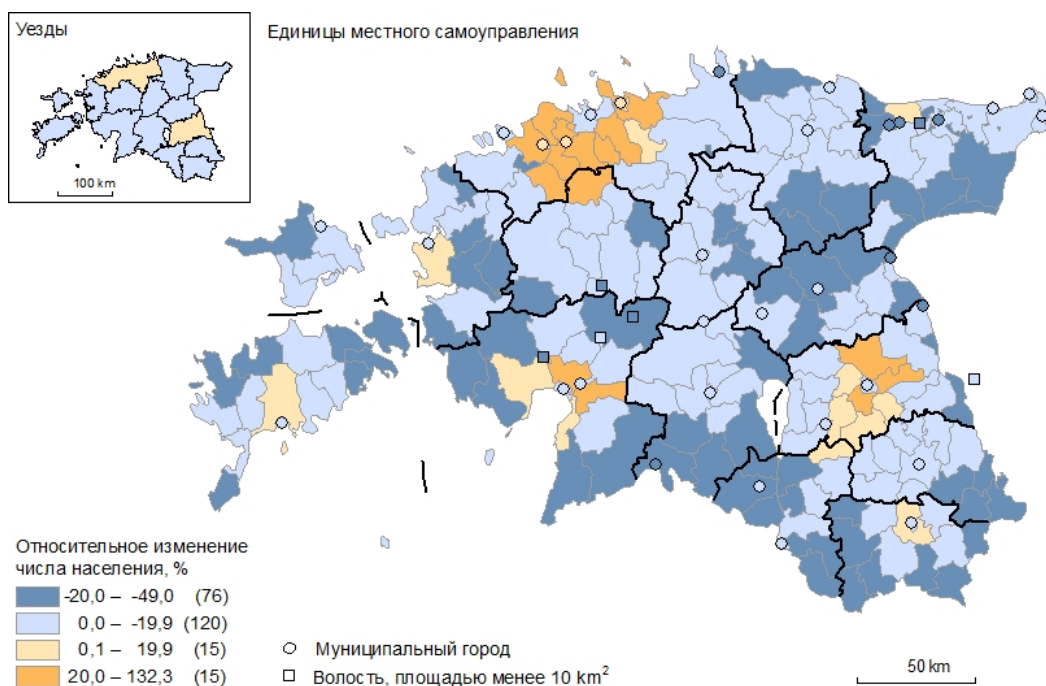 Уезды
100 km
Единицы местного самоуправления
Относительное изменение
числа населения, %
-20,0 – -49,0 (76)
0,0 – -19,9 (120)
0,1 – 19,9 (15)
20,0 – 132,3 (15)
Муниципальный город
Волость, площадью менее 10 km²
50 km